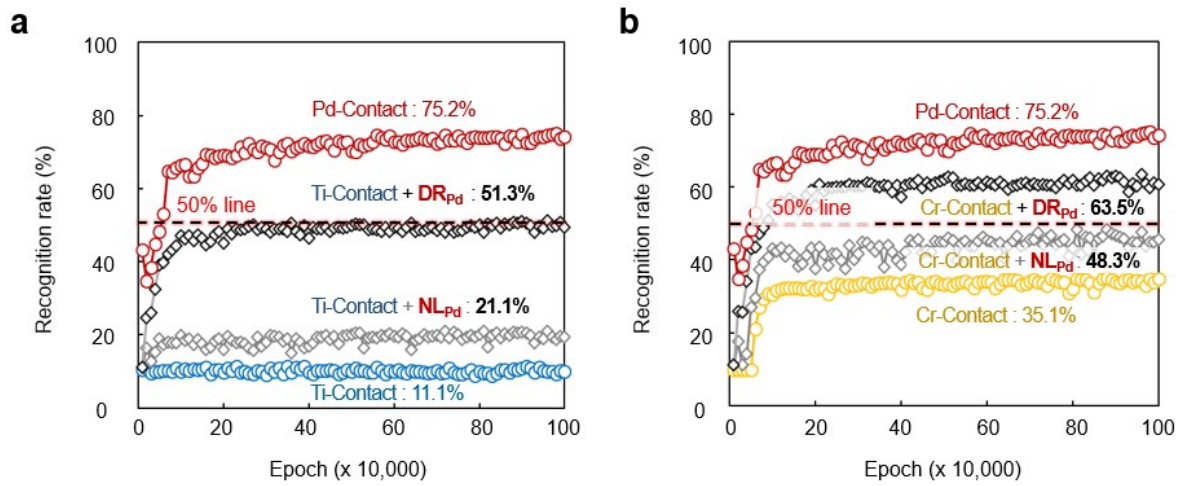 a
100
80
60
40
20
0
Recognition rate (%)
Pd-Contact : 75.2%
Ti-Contact + DRPd : 51.3%
50% line
Ti-Contact + NLPd : 21.1%
Ti-Contact : 11.1%
0 20 40 60 80 100
Epoch (x 10,000)
b
100
80
60
40
20
0
Recognition rate (%)
Pd-Contact : 75.2%
50% line
Cr-Contact + DRPd : 63.5%
Cr-Contact + NLPd : 48.3%
Cr-Contact : 35.1%
0 20 40 60 80 100
Epoch (x 10,000)